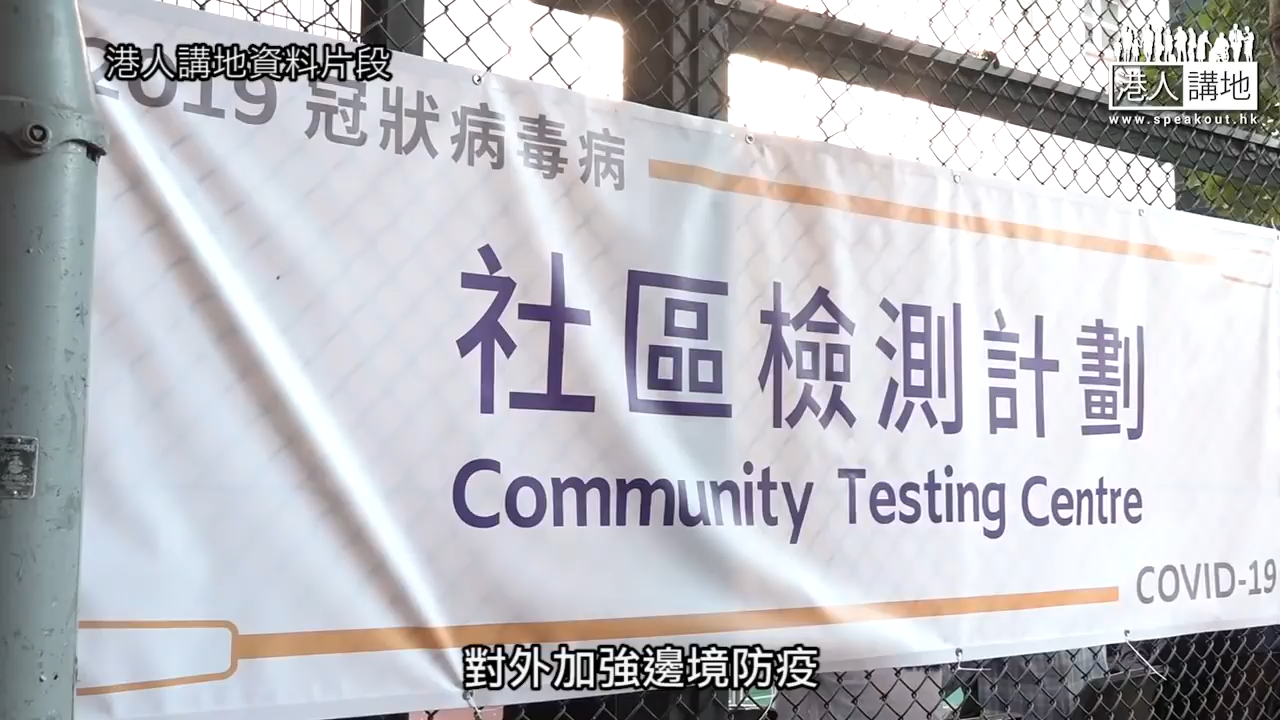 港人講地資料片段
港人講地
www.speakout.hk
2019 冠狀病毒病
社區檢測計劃
Community Testing Centre
COVID-19
對外加強邊境防疫